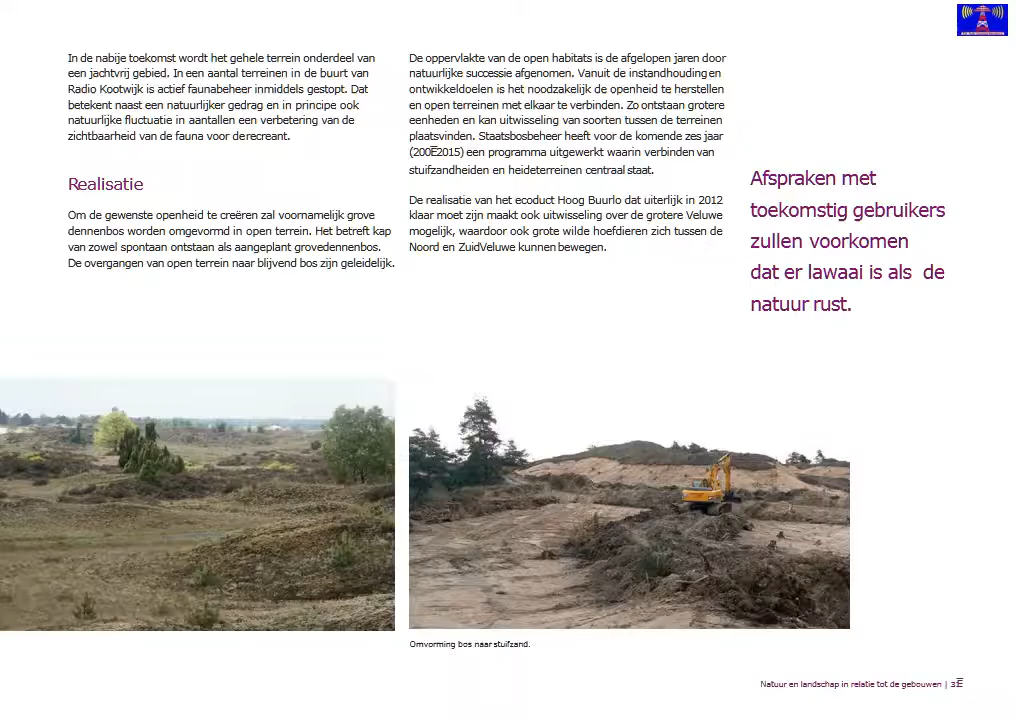 In de nabije toekomst wordt het gehele terrein onderdeel van
een jachtvrij gebied. In een aantal terreinen in de buurt van
Radio Kootwijk is actief faunabeheer inmiddels gestopt. Dat
betekent naast een natuurlijker gedrag en in principe ook
natuurlijke fluctuatie in aantallen een verbetering van de
zichtbaarheid van de fauna voor de recreant.
Realisatie
Om de gewenste openheid te creëren zal voornamelijk grove
dennenbos worden omgevormd in open terrein. Het betreft kap
van zowel spontaan ontstaan als aangeplant grovedennenbos.
De overgangen van open terrein naar blijvend bos zijn geleidelijk.
De oppervlakte van de open habitats is de afgelopen jaren door
natuurlijke successie afgenomen. Vanuit de instandhouding en
ontwikkeldoelen is het noodzakelijk de openheid te herstellen
en open terreinen met elkaar te verbinden. Zo ontstaan grotere
eenheden en kan uitwisseling van soorten tussen de terreinen
plaatsvinden. Staatsbosbeheer heeft voor de komende zes jaar
(200E2015) een programma uitgewerkt waarin verbinden van
stuifzandheiden en heideterreinen centraal staat.
De realisatie van het ecoduct Hoog Buurlo dat uiterlijk in 2012
klaar moet zijn maakt ook uitwisseling over de grotere Veluwe
mogelijk, waardoor ook grote wilde hoefdieren zich tussen de
Noord en ZuidVeluwe kunnen bewegen.
Afspraken met
toekomstig gebruikers
zullen voorkomen
dat er lawaai is als de
natuur rust.
Omvorming bos naar stuifzand.
Natuur en landschap in relatie tot de gebouwen | 3E